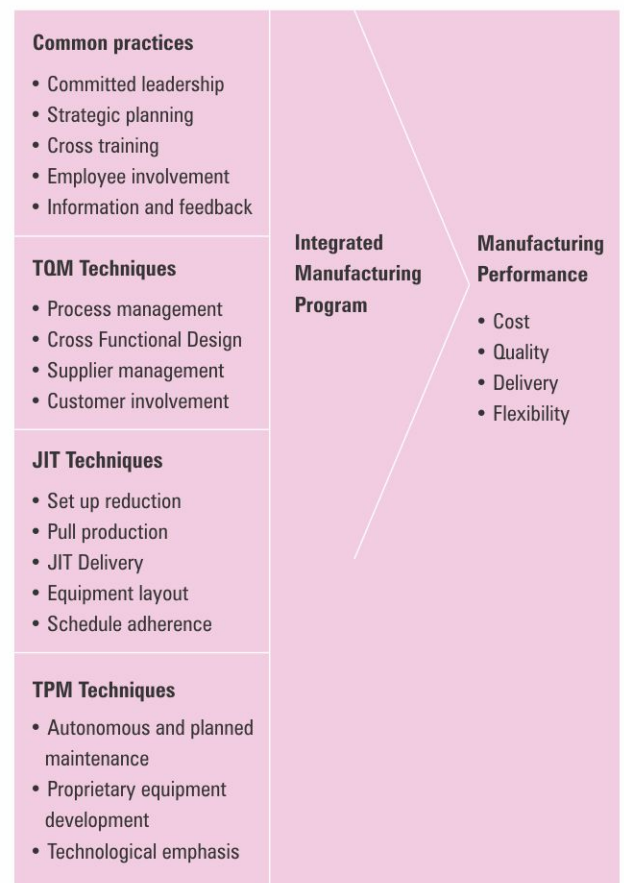 Common practices
• Committed leadership
• Strategic planning
• Cross training
• Employee involvement
• Information and feedback
TQM Techniques
• Process management
• Cross Functional Design
• Supplier management
• Customer involvement
JIT Techniques
• Set up reduction
• Pull production
• JIT Delivery
• Equipment layout
• Schedule adherence
TPM Techniques
• Autonomous and planned
maintenance
• Proprietary equipment
development
• Technological emphasis
Integrated
Manufacturing
Program
Manufacturing
Performance
• Cost
• Quality
• Delivery
• Flexibility